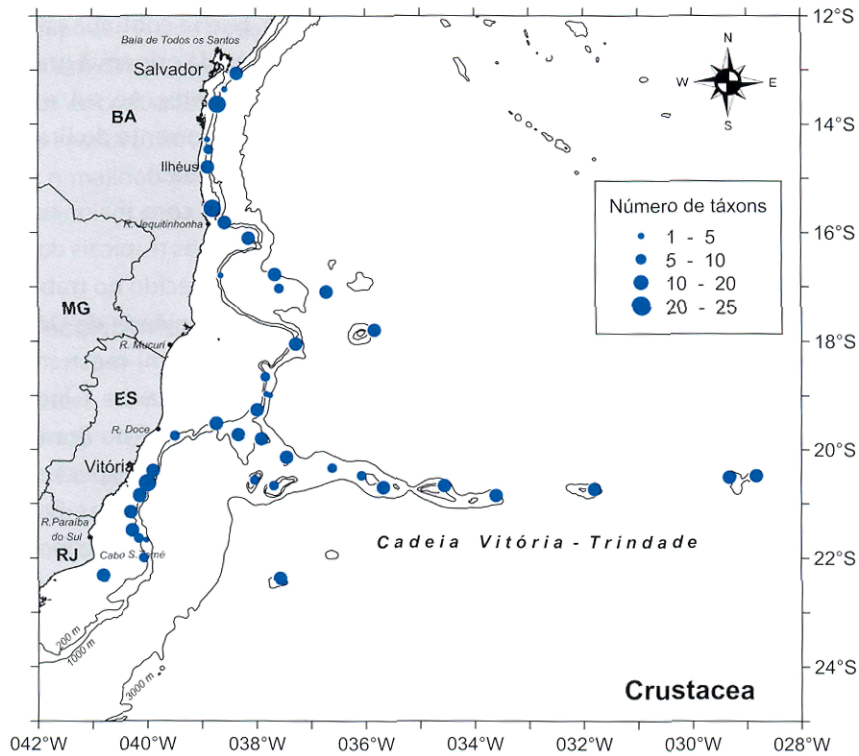 12°S
Baia de Todos os Santos
Salvador
N
W
E
S
BA
14°S
Ilhéus
Número de táxons
1 - 5
5 - 10
10 - 20
20 - 25
R. Jequitinhonha
16°S
MG
R. Mucurí
18°S
ES
R. Doce
20°S
Vitória
R.Paraíba
do Sul
RJ
Cabo S.Tomé
Cadeia Vitória-Trindade
22°S
200 m
1000 m
3000 m
24°S
Crustacea
042°W
040°W
038°W
036°W
034°W
032°W
030°W
028°W